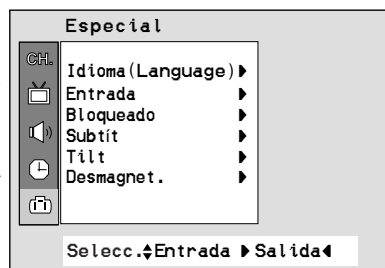 Especial
CH.
Idioma(Language)▶
Entrada ▶
Bloqueado ▶
Subtít ▶
Tilt ▶
Desmagnet. ▶
Selecc.▲▼Entrada ▶Salida◀